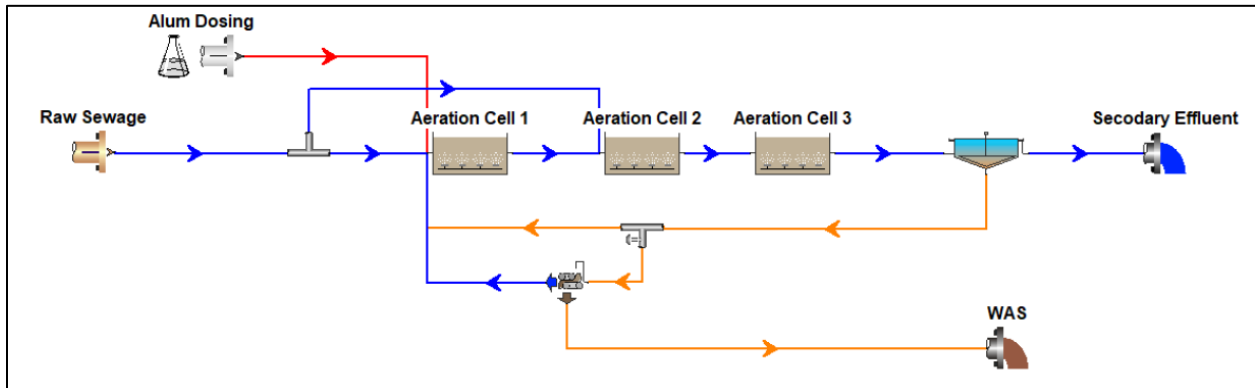 Alum Dosing
Raw Sewage
Aeration Cell 1
Aeration Cell 2
Aeration Cell 3
Secodary Effluent
WAS